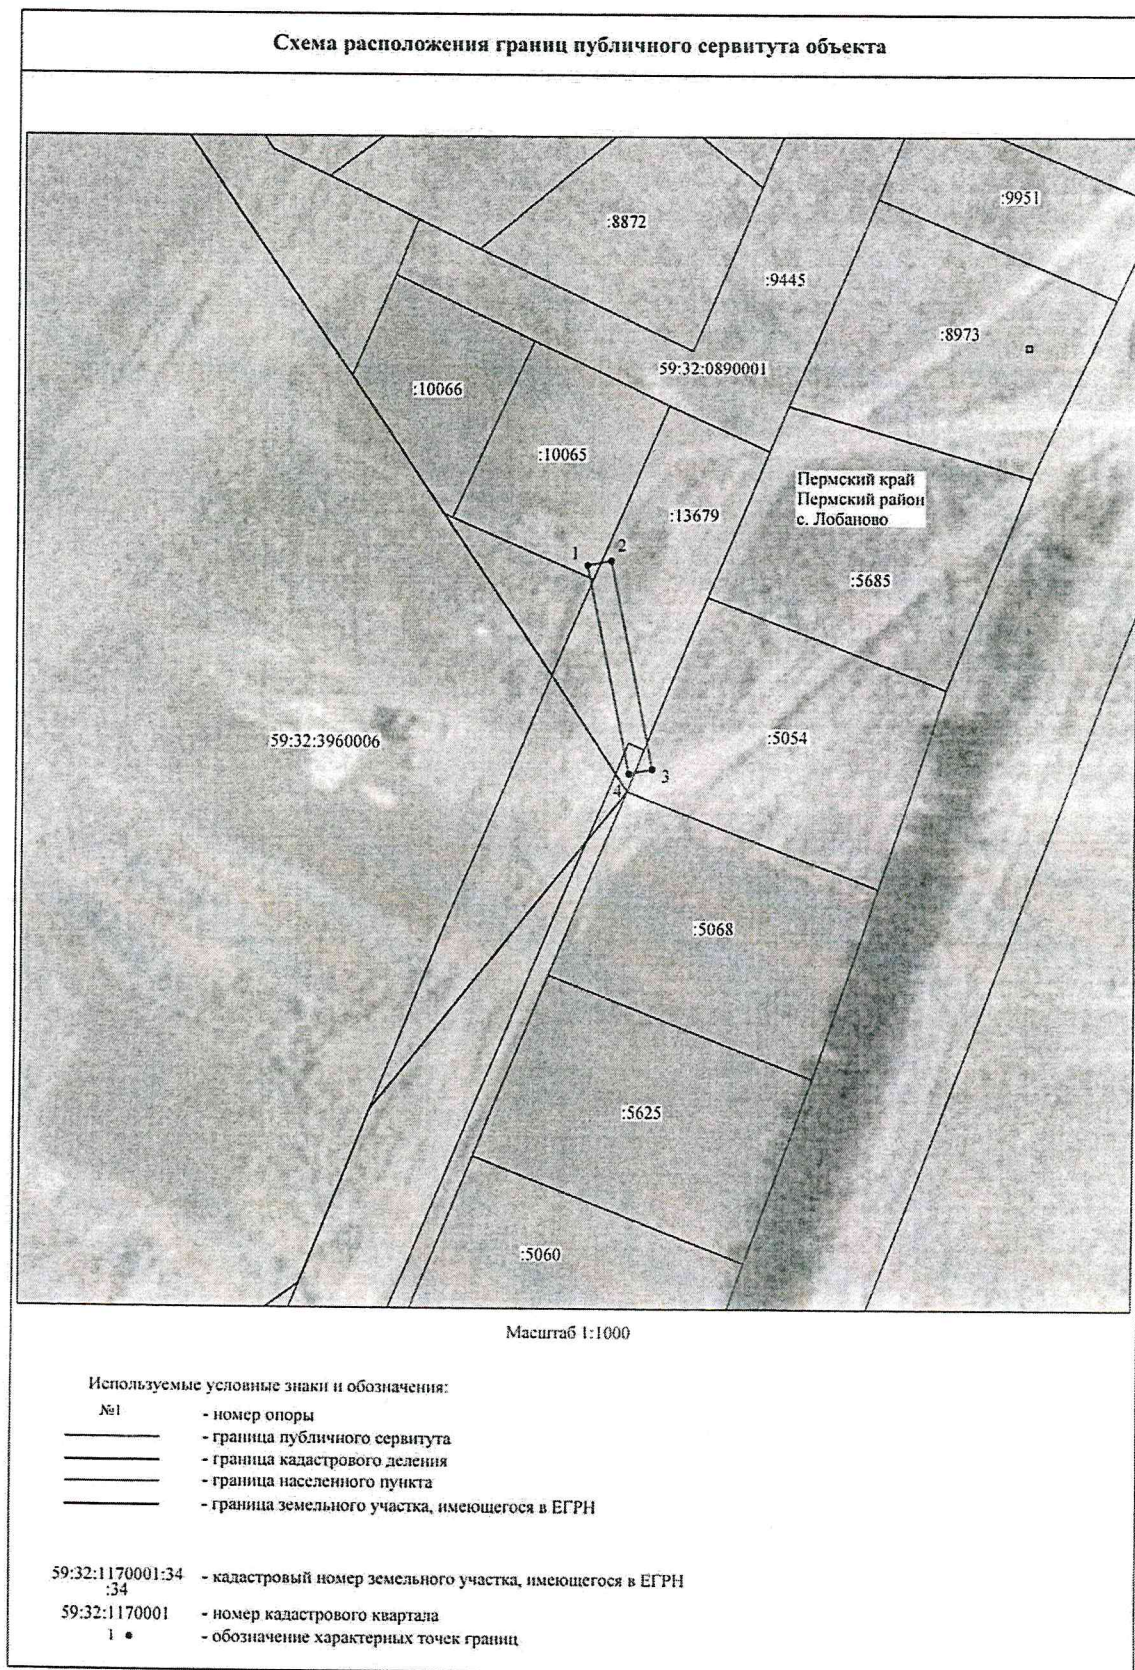 Схема расположения границ публичного сервитута объекта
:9951
:8872
:9445
:8973
59:32:0890001
:10066
:10065
Пермский край
Пермский район
с. Лобаново
:13679
1
2
:5685
59:32:3960006
:5054
3
4
:5068
:5625
:5060
Масштаб 1:1000
Используемые условные знаки и обозначения:
№1 - номер опоры
- граница публичного сервитута
- граница кадастрового деления
- граница населенного пункта
- граница земельного участка, имеющегося в ЕГРН
59:32:1170001:34
:34 - кадастровый номер земельного участка, имеющегося в ЕГРН
59:32:1170001 - номер кадастрового квартала
1 - обозначение характерных точек границ